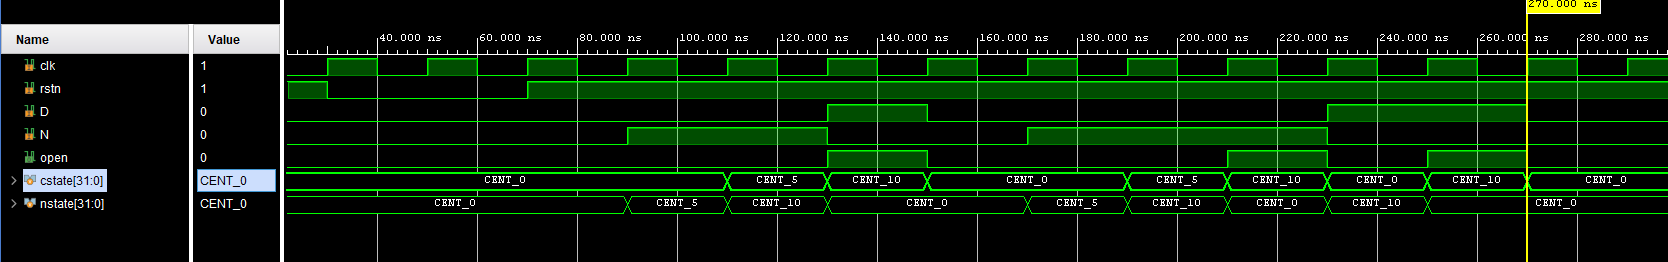 270.000 ns
Name Value
40.000 ns 60.000 ns 80.000 ns 100.000 ns 120.000 ns 140.000 ns 160.000 ns 180.000 ns 200.000 ns 220.000 ns 240.000 ns 260.000 ns 280.000 ns
clk 1
rstn 1
D 0
N 0
open 0
cstate[31:0] CENT_0 CENT_0 CENT_5 CENT_10 CENT_0 CENT_5 CENT_10 CENT_0 CENT_10 CENT_0
nstate[31:0] CENT_0 CENT_0 CENT_5 CENT_10 CENT_0 CENT_5 CENT_10 CENT_0 CENT_10 CENT_0